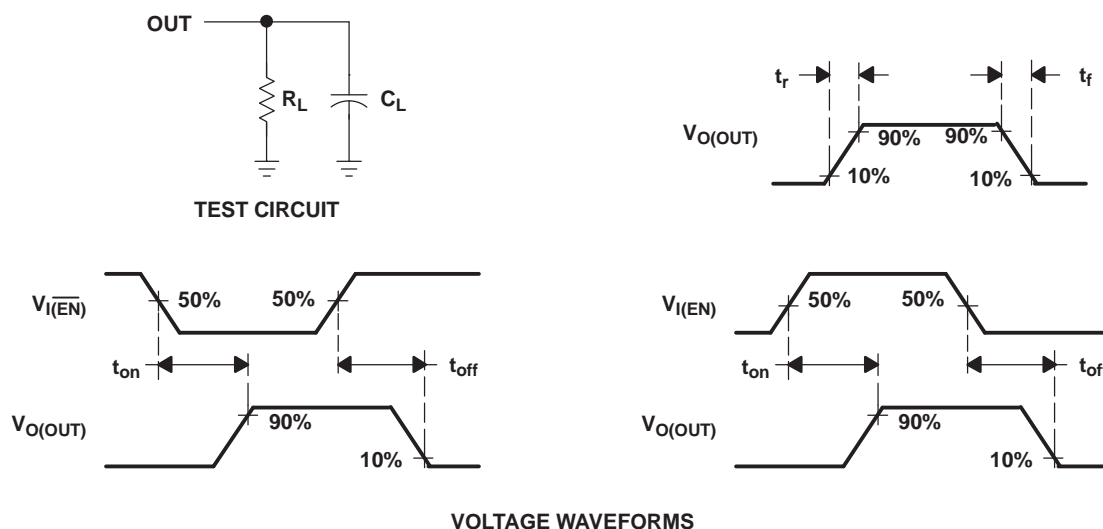 OUT
R_L
C_L
TEST CIRCUIT
t_r
t_f
V_O(OUT)
90%
90%
10%
10%
V_I(E̅N̅)
50%
50%
t_on
t_off
V_O(OUT)
90%
10%
V_I(EN)
50%
50%
t_on
t_of
V_O(OUT)
90%
10%
VOLTAGE WAVEFORMS